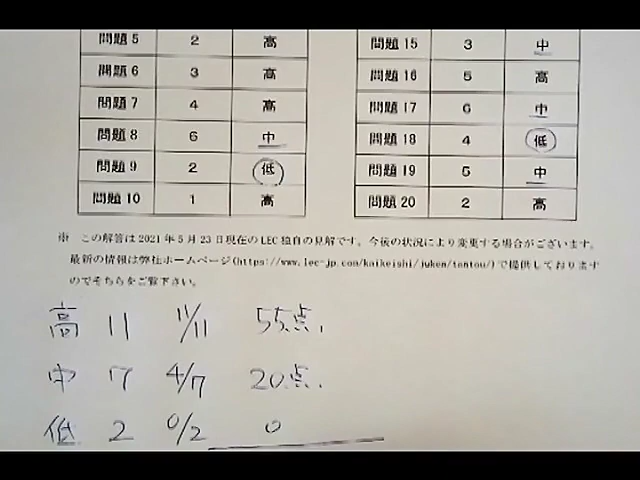 問題5 2 高
問題6 3 高
問題7 4 高
問題8 6 中
問題9 2 低
問題10 1 高
問題15 3 中
問題16 5 高
問題17 6 中
問題18 4 低
問題19 5 中
問題20 2 高
※ この解答は2021年5月23日現在のLEC独自の見解です。今後の状況により変更する場合がございます。
最新の情報は弊社ホームページ(https://www.lec-jp.com/kaikeishi/juken/tantou/)で提供しております
のでそちらをご覧下さい。
高 11 11/11 55点.
中 7 4/7 20点.
低 2 0/2 0